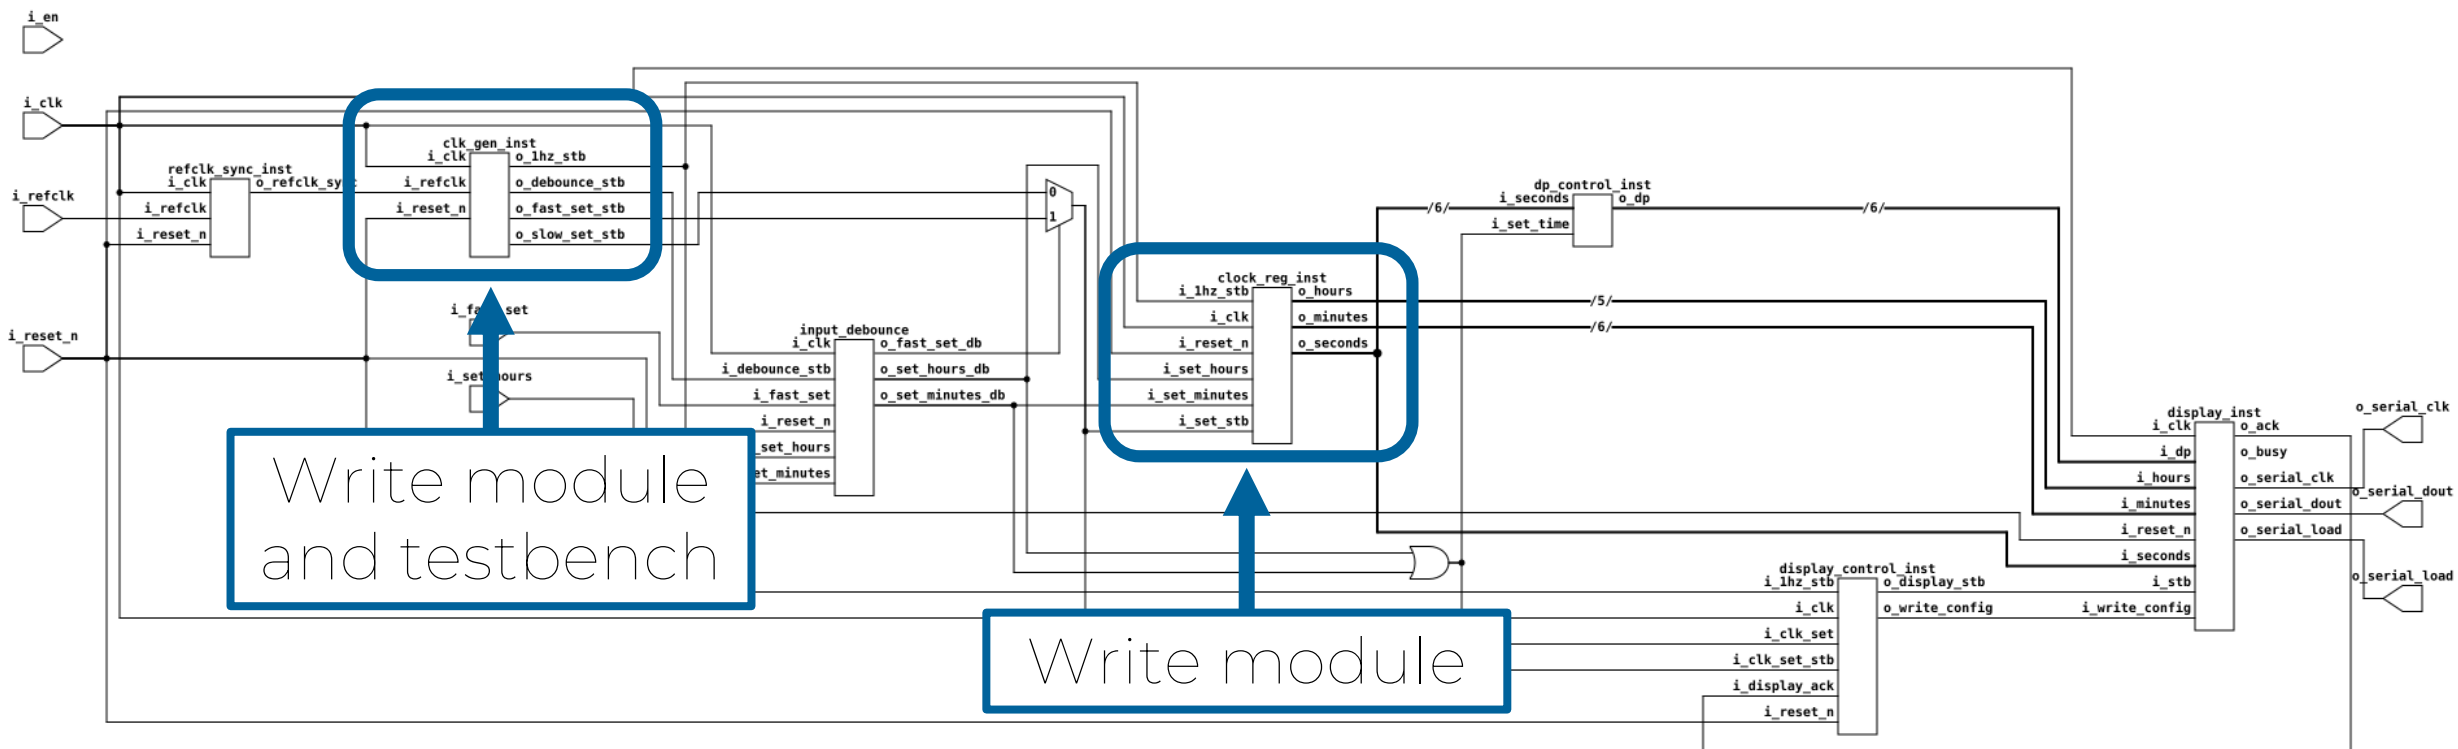 i_en
i_clk
i_refclk
i_reset_n
refclk_sync_inst
i_clk
o_refclk_sync
i_refclk
i_reset_n
clk_gen_inst
i_clk
o_1hz_stb
i_refclk
o_debounce_stb
i_reset_n
o_fast_set_stb
o_slow_set_stb
i_set_hours
Write module
and testbench
input_debounce
i_clk
o_fast_set_db
i_debounce_stb
o_set_hours_db
i_fast_set
o_set_minutes_db
i_reset_n
_set_hours
et_minutes
0
1
clock_reg_inst
i_1hz_stb
o_hours
i_clk
o_minutes
i_reset_n
o_seconds
i_set_hours
i_set_minutes
i_set_stb
Write module
/6/
/5/
/6/
dp_control_inst
i_seconds
o_dp
i_set_time
/6/
display_control_inst
i_1hz_stb
o_display_stb
i_clk
o_write_config
i_clk_set
i_clk_set_stb
i_display_ack
i_reset_n
display_inst
i_clk
o_ack
i_dp
o_busy
i_hours
o_serial_clk
i_minutes
o_serial_dout
i_reset_n
o_serial_load
i_seconds
i_stb
i_write_config
o_serial_clk
o_serial_dout
o_serial_load